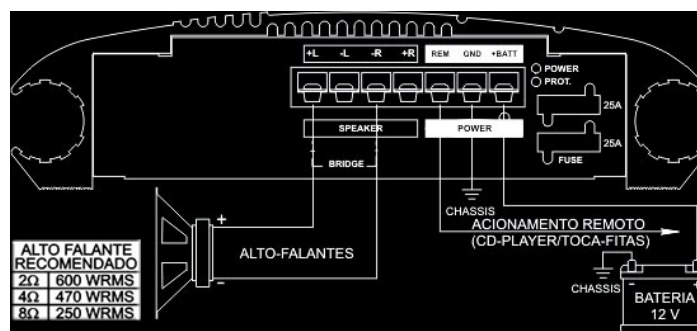 +L -L -R +R REM GND +BATT
POWER
PROT.
25A
SPEAKER POWER
25A
BRIDGE
FUSE
CHASSIS
+
ACIONAMENTO REMOTO
(CD-PLAYER/TOCA-FITAS)
ALTO-FALANTES
ALTO FALANTE
RECOMENDADO
2Ω 600 WRMS
4Ω 470 WRMS
8Ω 250 WRMS
-
CHASSIS
- +
BATERIA
12 V